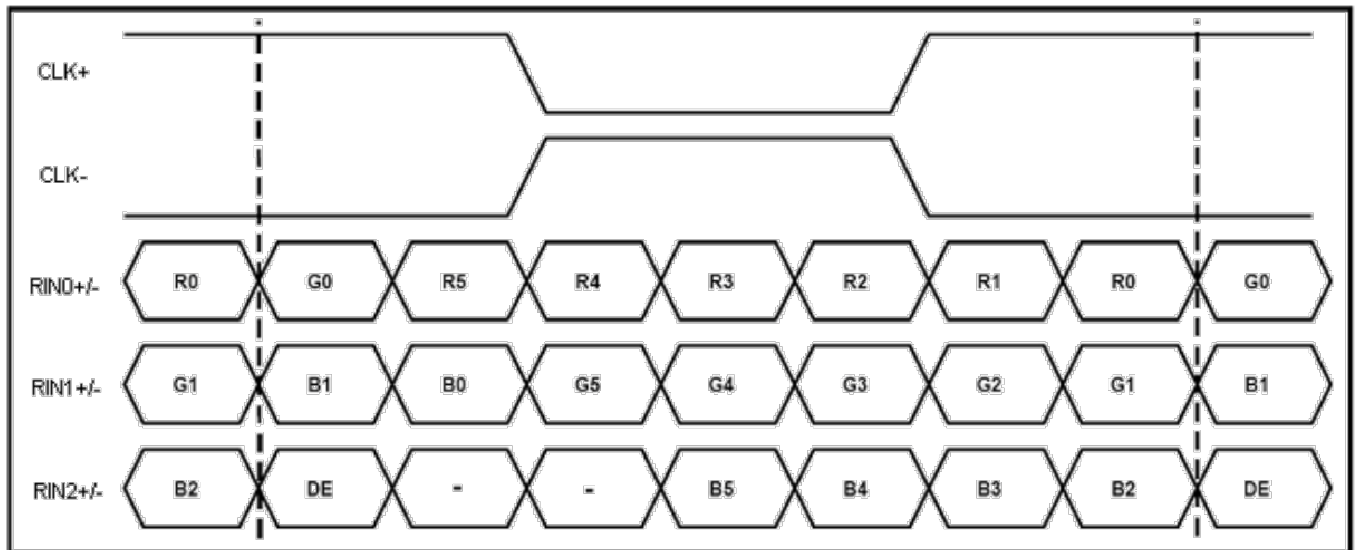 CLK+
CLK-
RIN0+/- R0 G0 R5 R4 R3 R2 R1 R0 G0
RIN1+/- G1 B1 B0 G5 G4 G3 G2 G1 B1
RIN2+/- B2 DE - - B5 B4 B3 B2 DE